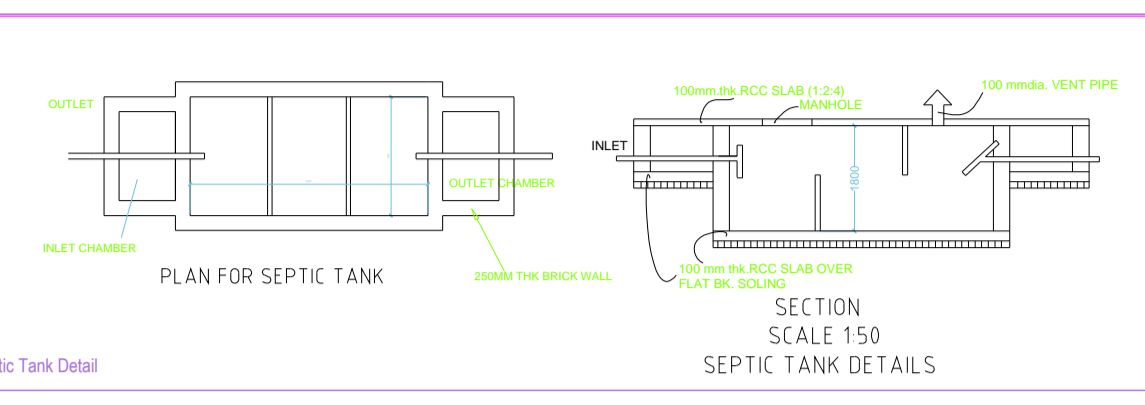 OUTLET
OUTLET CHAMBER
INLET CHAMBER
250MM THK BRICK WALL
PLAN FOR SEPTIC TANK
100mm.thk.RCC SLAB (1:2:4)
MANHOLE
100 mmdia. VENT PIPE
INLET
1800
100 mm thk.RCC SLAB OVER
FLAT BK. SOLING
SECTION
SCALE 1:50
SEPTIC TANK DETAILS
tic Tank Detail